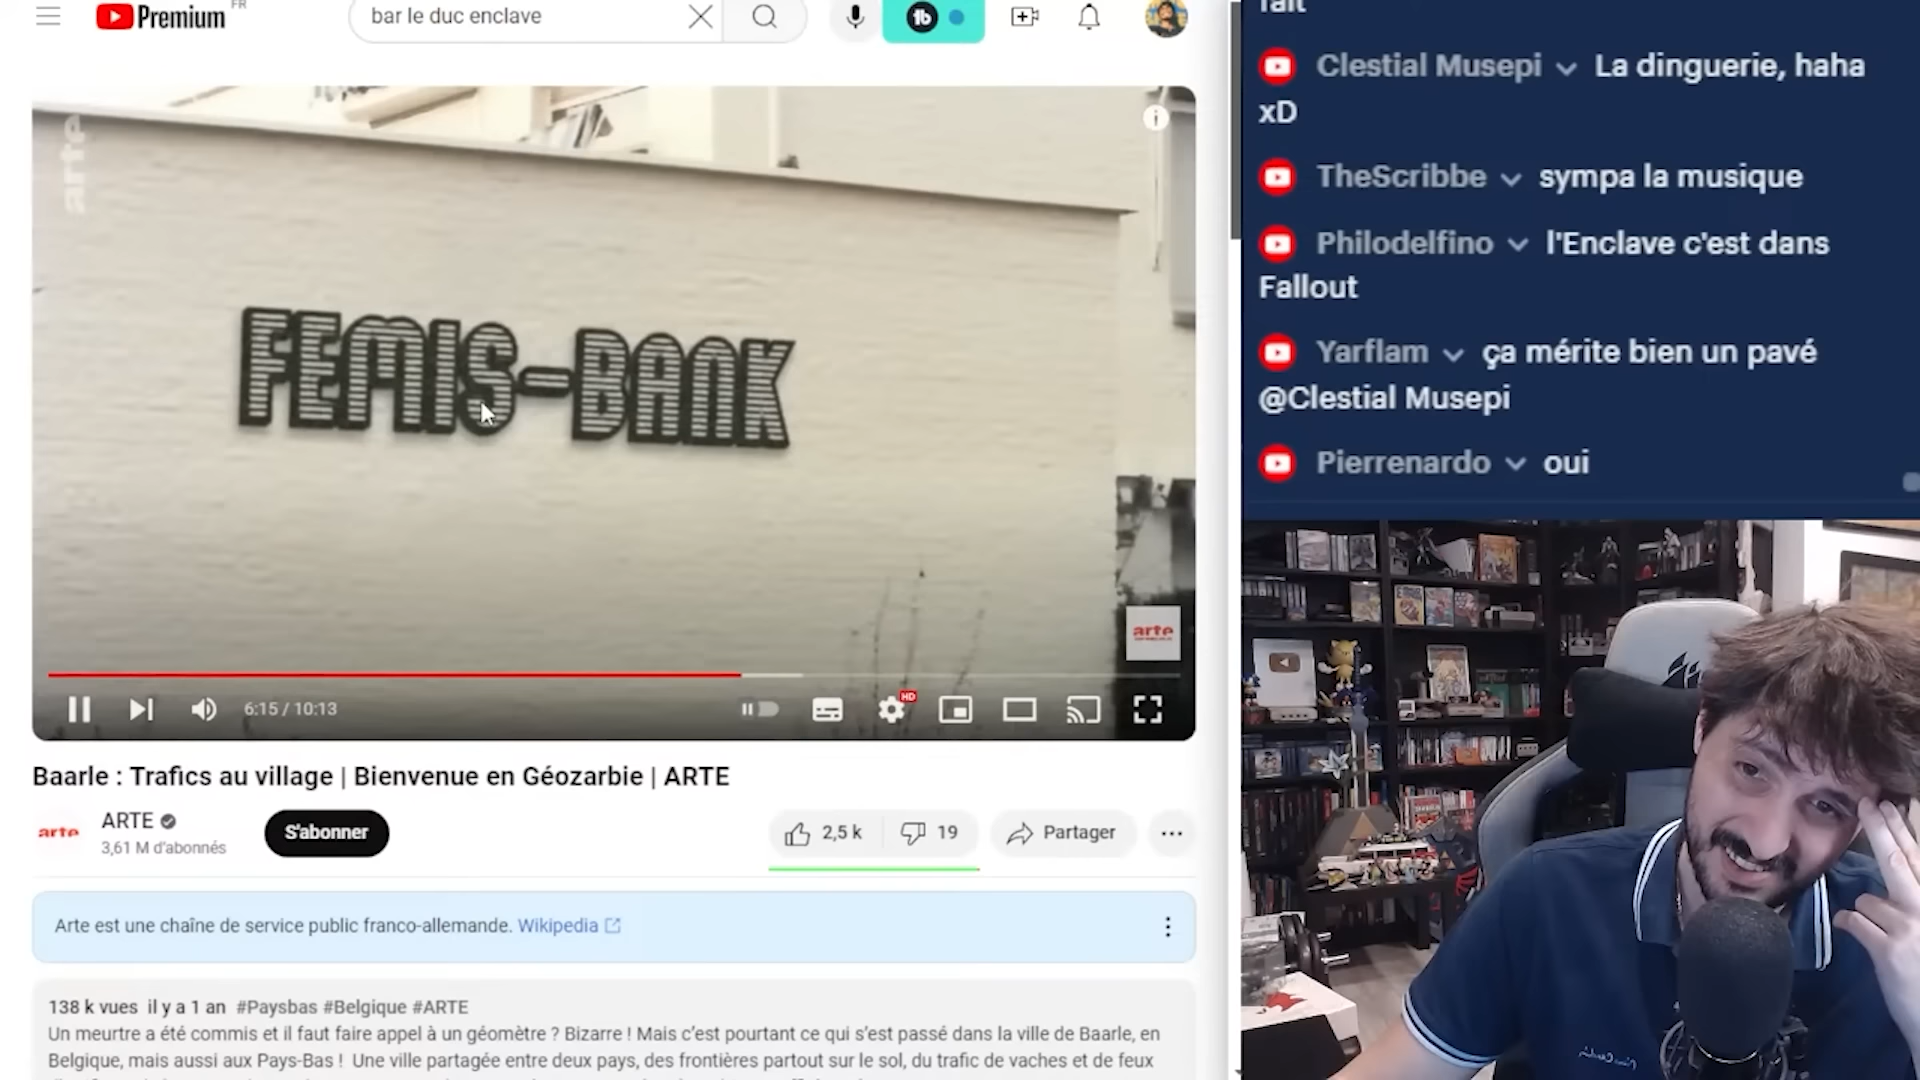 Premium FR
bar le duc enclave
arte
FEMIS-BANK
arte
HD
6:15 / 10:13
Baarle : Trafics au village | Bienvenue en Géozarbie | ARTE
arte
ARTE
3,61 M d'abonnés
S'abonner
2,5 k
19
Partager
Arte est une chaîne de service public franco-allemande. Wikipedia
138 k vues il y a 1 an #Paysbas #Belgique #ARTE
Un meurtre a été commis et il faut faire appel à un géomètre ? Bizarre ! Mais c'est pourtant ce qui s'est passé dans la ville de Baarle, en
Belgique, mais aussi aux Pays-Bas ! Une ville partagée entre deux pays, des frontières partout sur le sol, du trafic de vaches et de feux
fait
Clestial Musepi La dinguerie, haha
xD
TheScribbe sympa la musique
Philodelfino l'Enclave c'est dans
Fallout
Yarflam ça mérite bien un pavé
@Clestial Musepi
Pierrenardo oui